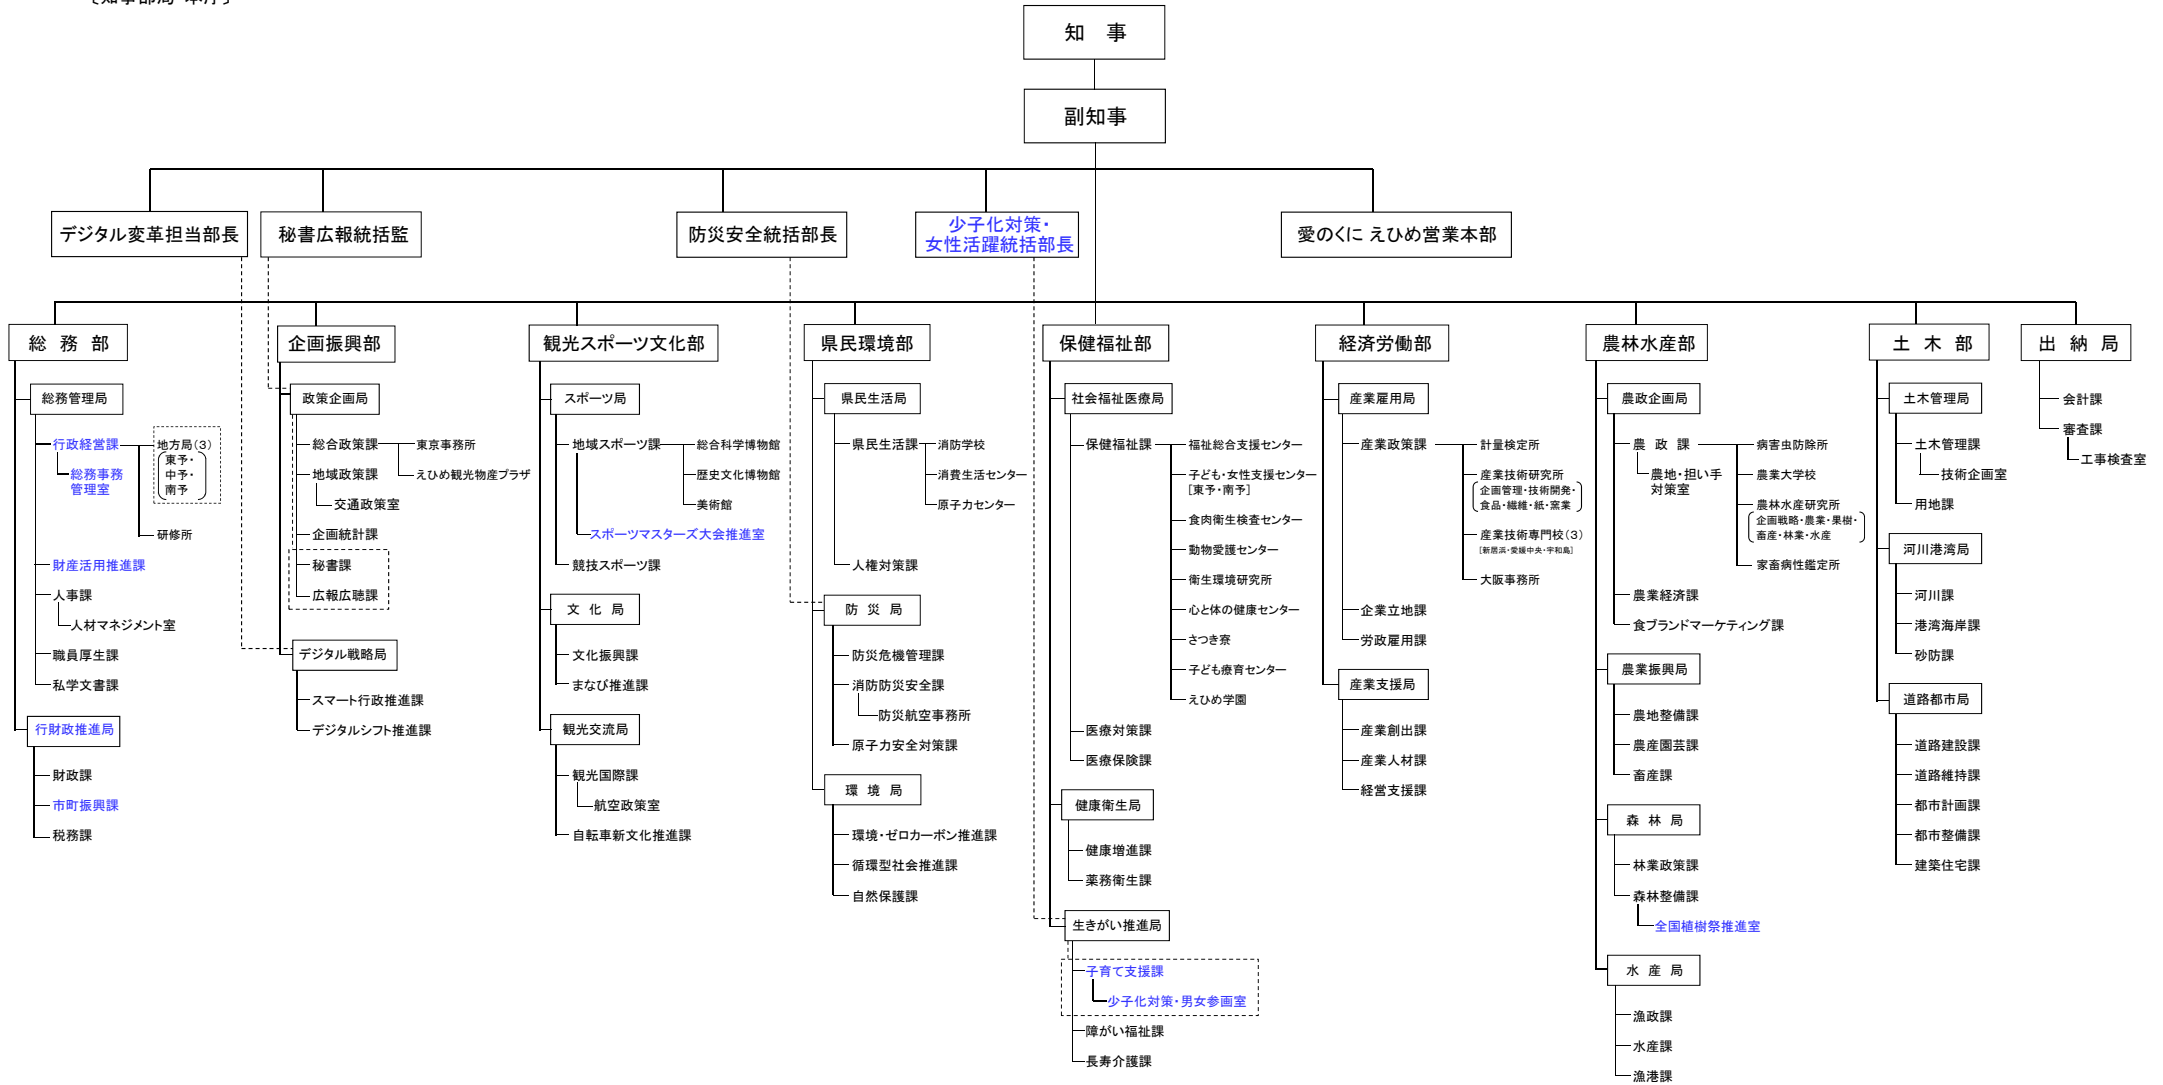 〔知事部局 本庁〕
知 事
副知事
デジタル変革担当部長
秘書広報統括監
防災安全統括部長
少子化対策・
女性活躍統括部長
愛のくに えひめ営業本部
総 務 部
総務管理局
行政経営課
総務事務
管理室
地方局(3)
東予・
中予・
南予
研修所
財産活用推進課
人事課
人材マネジメント室
職員厚生課
私学文書課
行財政推進局
財政課
市町振興課
税務課
企画振興部
政策企画局
総合政策課
東京事務所
えひめ観光物産プラザ
地域政策課
交通政策室
企画統計課
秘書課
広報広聴課
デジタル戦略局
スマート行政推進課
デジタルシフト推進課
観光スポーツ文化部
スポーツ局
地域スポーツ課
総合科学博物館
歴史文化博物館
美術館
スポーツマスターズ大会推進室
競技スポーツ課
文 化 局
文化振興課
まなび推進課
観光交流局
観光国際課
航空政策室
自転車新文化推進課
県民環境部
県民生活局
県民生活課
消防学校
消費生活センター
原子力センター
人権対策課
防 災 局
防災危機管理課
消防防災安全課
防災航空事務所
原子力安全対策課
環 境 局
環境・ゼロカーボン推進課
循環型社会推進課
自然保護課
保健福祉部
社会福祉医療局
保健福祉課
福祉総合支援センター
子ども・女性支援センター
[東予・南予]
食肉衛生検査センター
動物愛護センター
衛生環境研究所
心と体の健康センター
さつき寮
子ども療育センター
えひめ学園
医療対策課
医療保険課
健康衛生局
健康増進課
薬務衛生課
生きがい推進局
子育て支援課
少子化対策・男女参画室
障がい福祉課
長寿介護課
経済労働部
産業雇用局
産業政策課
計量検定所
産業技術研究所
企画管理・技術開発・
食品・繊維・紙・窯業
産業技術専門校(3)
[新居浜・愛媛中央・宇和島]
大阪事務所
企業立地課
労政雇用課
産業支援局
産業創出課
産業人材課
経営支援課
農林水産部
農政企画局
農 政 課
農地・担い手
対策室
病害虫防除所
農業大学校
農林水産研究所
企画戦略・農業・果樹・
畜産・林業・水産
家畜病性鑑定所
農業経済課
食ブランドマーケティング課
農業振興局
農地整備課
農産園芸課
畜産課
森 林 局
林業政策課
森林整備課
全国植樹祭推進室
水 産 局
漁政課
水産課
漁港課
土 木 部
土木管理局
土木管理課
技術企画室
用地課
河川港湾局
河川課
港湾海岸課
砂防課
道路都市局
道路建設課
道路維持課
都市計画課
都市整備課
建築住宅課
出 納 局
会計課
審査課
工事検査室